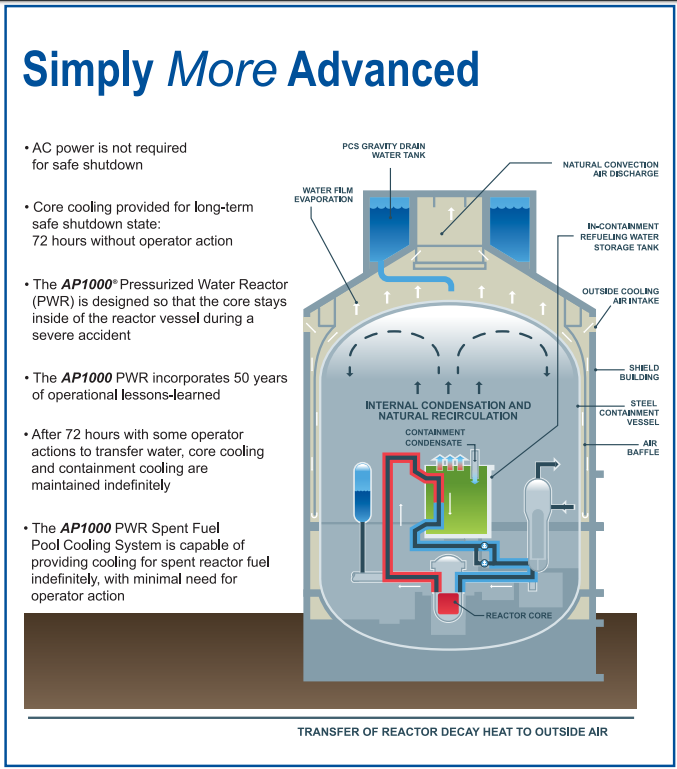 Simply More Advanced
• AC power is not required
for safe shutdown
• Core cooling provided for long-term
safe shutdown state:
72 hours without operator action
• The AP1000® Pressurized Water Reactor
(PWR) is designed so that the core stays
inside of the reactor vessel during a
severe accident
• The AP1000 PWR incorporates 50 years
of operational lessons-learned
• After 72 hours with some operator
actions to transfer water, core cooling
and containment cooling are
maintained indefinitely
• The AP1000 PWR Spent Fuel
Pool Cooling System is capable of
providing cooling for spent reactor fuel
indefinitely, with minimal need for
operator action
PCS GRAVITY DRAIN
WATER TANK
NATURAL CONVECTION
AIR DISCHARGE
WATER FILM
EVAPORATION
IN-CONTAINMENT
REFUELING WATER
STORAGE TANK
OUTSIDE COOLING
AIR INTAKE
SHIELD
BUILDING
STEEL
CONTAINMENT
VESSEL
AIR
BAFFLE
INTERNAL CONDENSATION AND
NATURAL RECIRCULATION
CONTAINMENT
CONDENSATE
REACTOR CORE
TRANSFER OF REACTOR DECAY HEAT TO OUTSIDE AIR